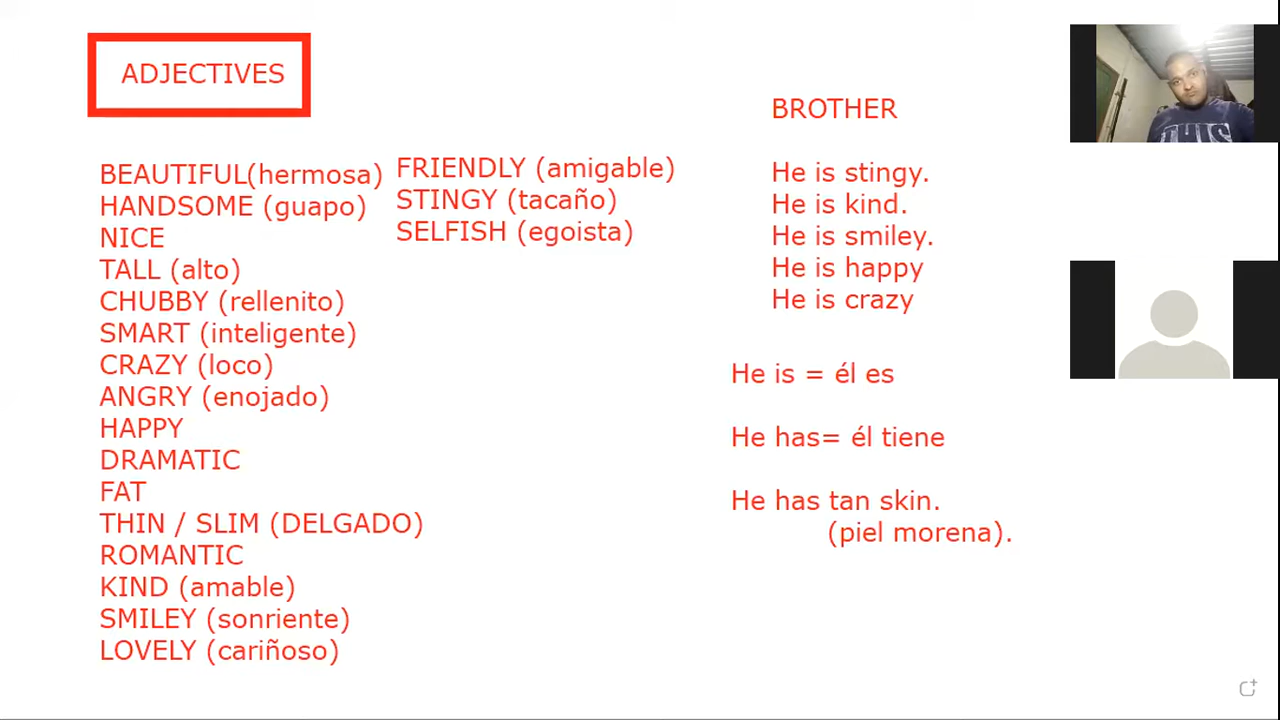 ADJECTIVES
BEAUTIFUL(hermosa)
HANDSOME (guapo)
NICE
TALL (alto)
CHUBBY (rellenito)
SMART (inteligente)
CRAZY (loco)
ANGRY (enojado)
HAPPY
DRAMATIC
FAT
THIN / SLIM (DELGADO)
ROMANTIC
KIND (amable)
SMILEY (sonriente)
LOVELY (cariñoso)
FRIENDLY (amigable)
STINGY (tacaño)
SELFISH (egoista)
BROTHER
He is stingy.
He is kind.
He is smiley.
He is happy
He is crazy
He is = él es
He has= él tiene
He has tan skin.
(piel morena).
THIS